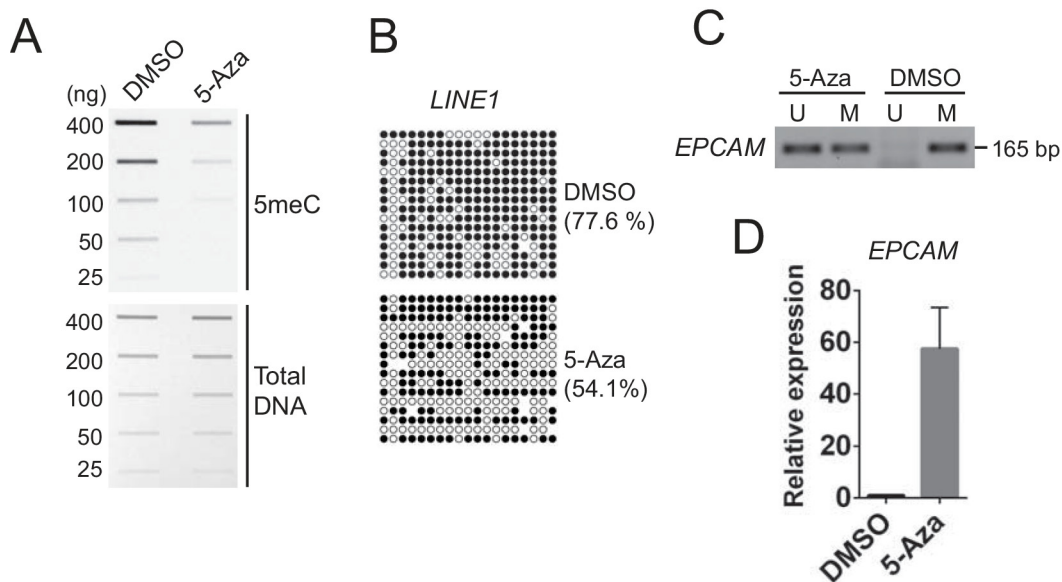 A
DMSO
5-Aza
(ng)
400
200
100
50
25
5meC
400
200
100
50
25
Total
DNA
B
LINE1
DMSO
(77.6 %)
5-Aza
(54.1%)
C
5-Aza DMSO
U M U M
EPCAM
165 bp
D
EPCAM
Relative expression
80
60
40
20
0
DMSO
5-Aza